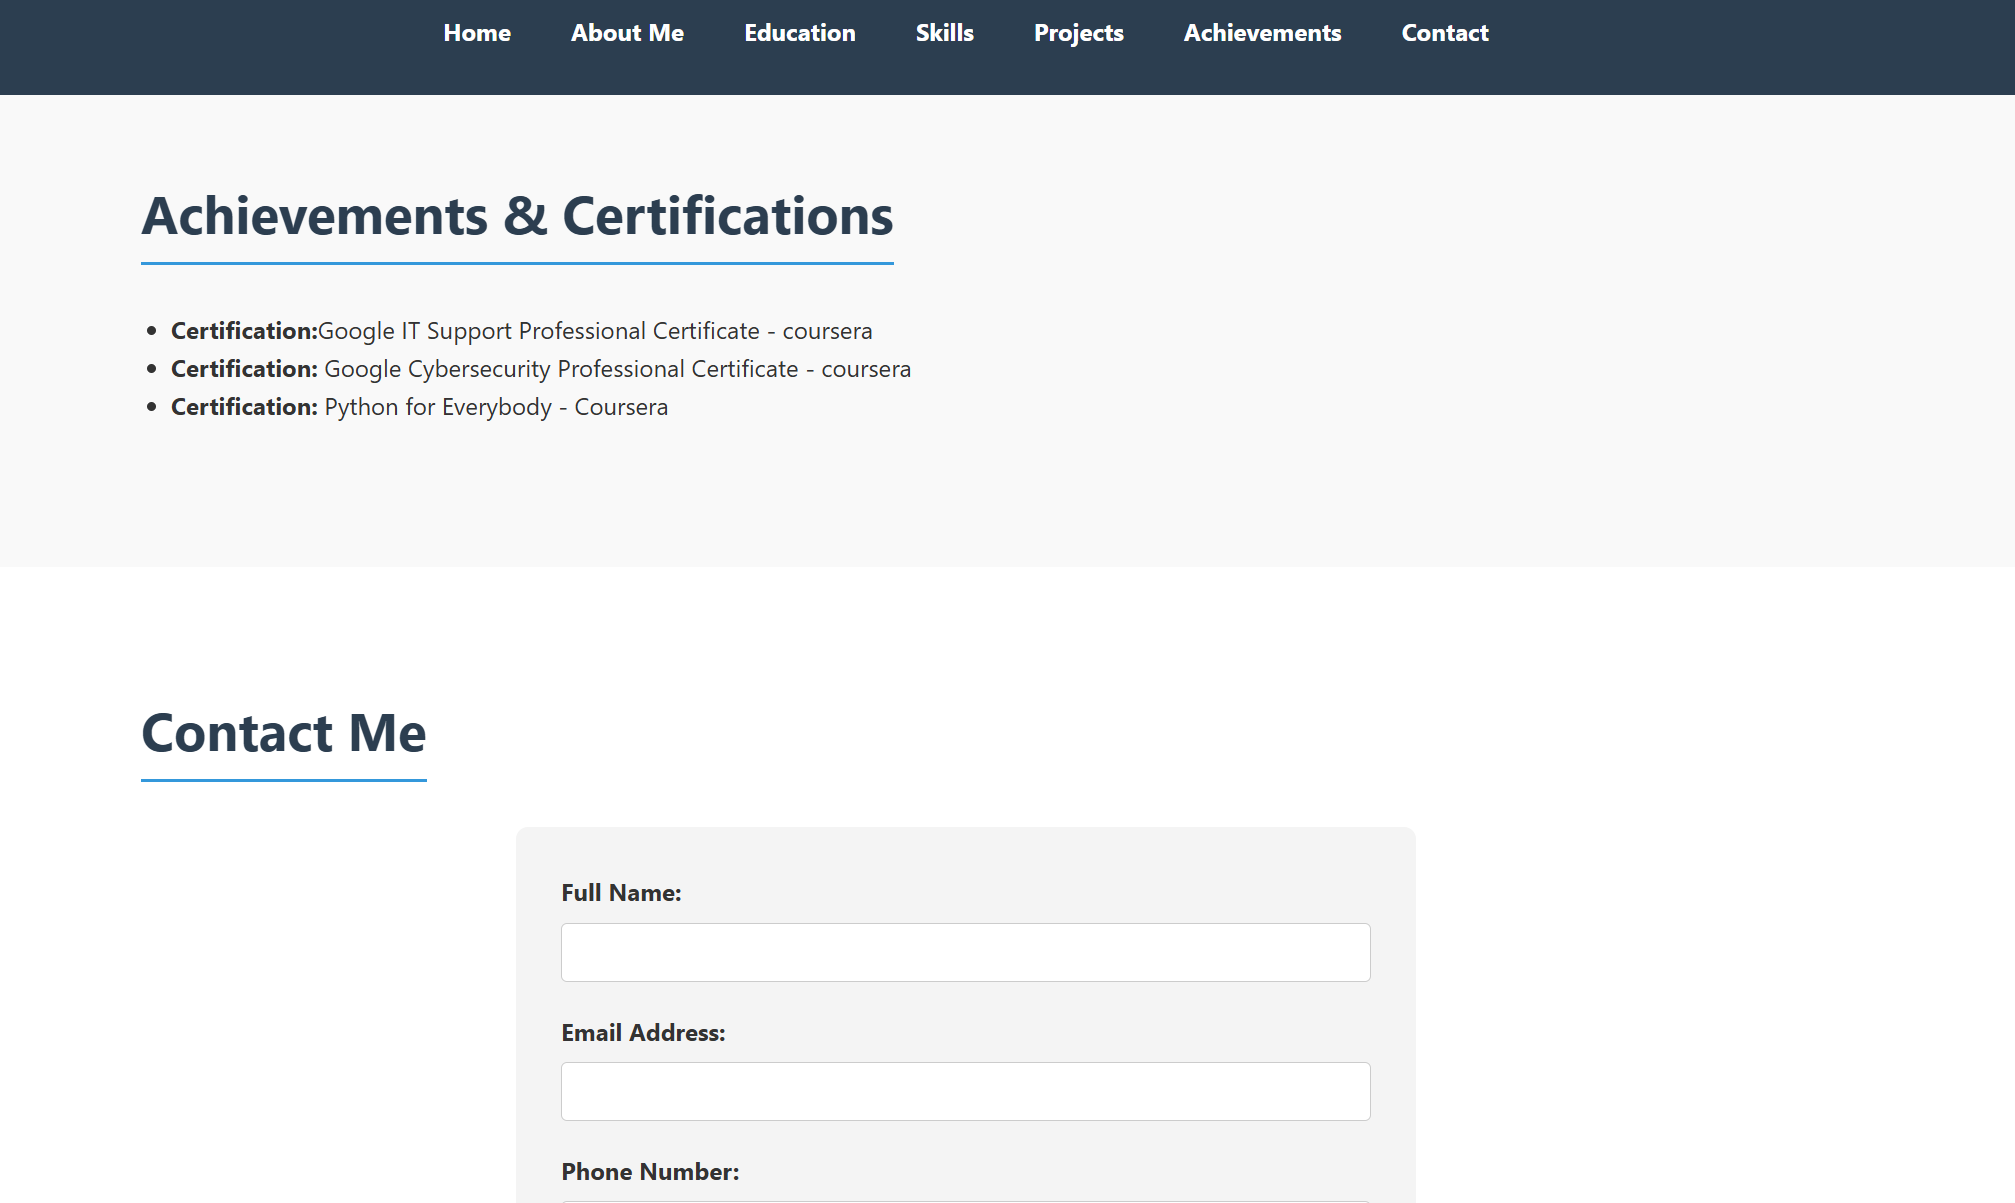 Home About Me Education Skills Projects Achievements Contact
Achievements & Certifications
• Certification:Google IT Support Professional Certificate - coursera
• Certification: Google Cybersecurity Professional Certificate - coursera
• Certification: Python for Everybody - Coursera
Contact Me
Full Name:
Email Address:
Phone Number: